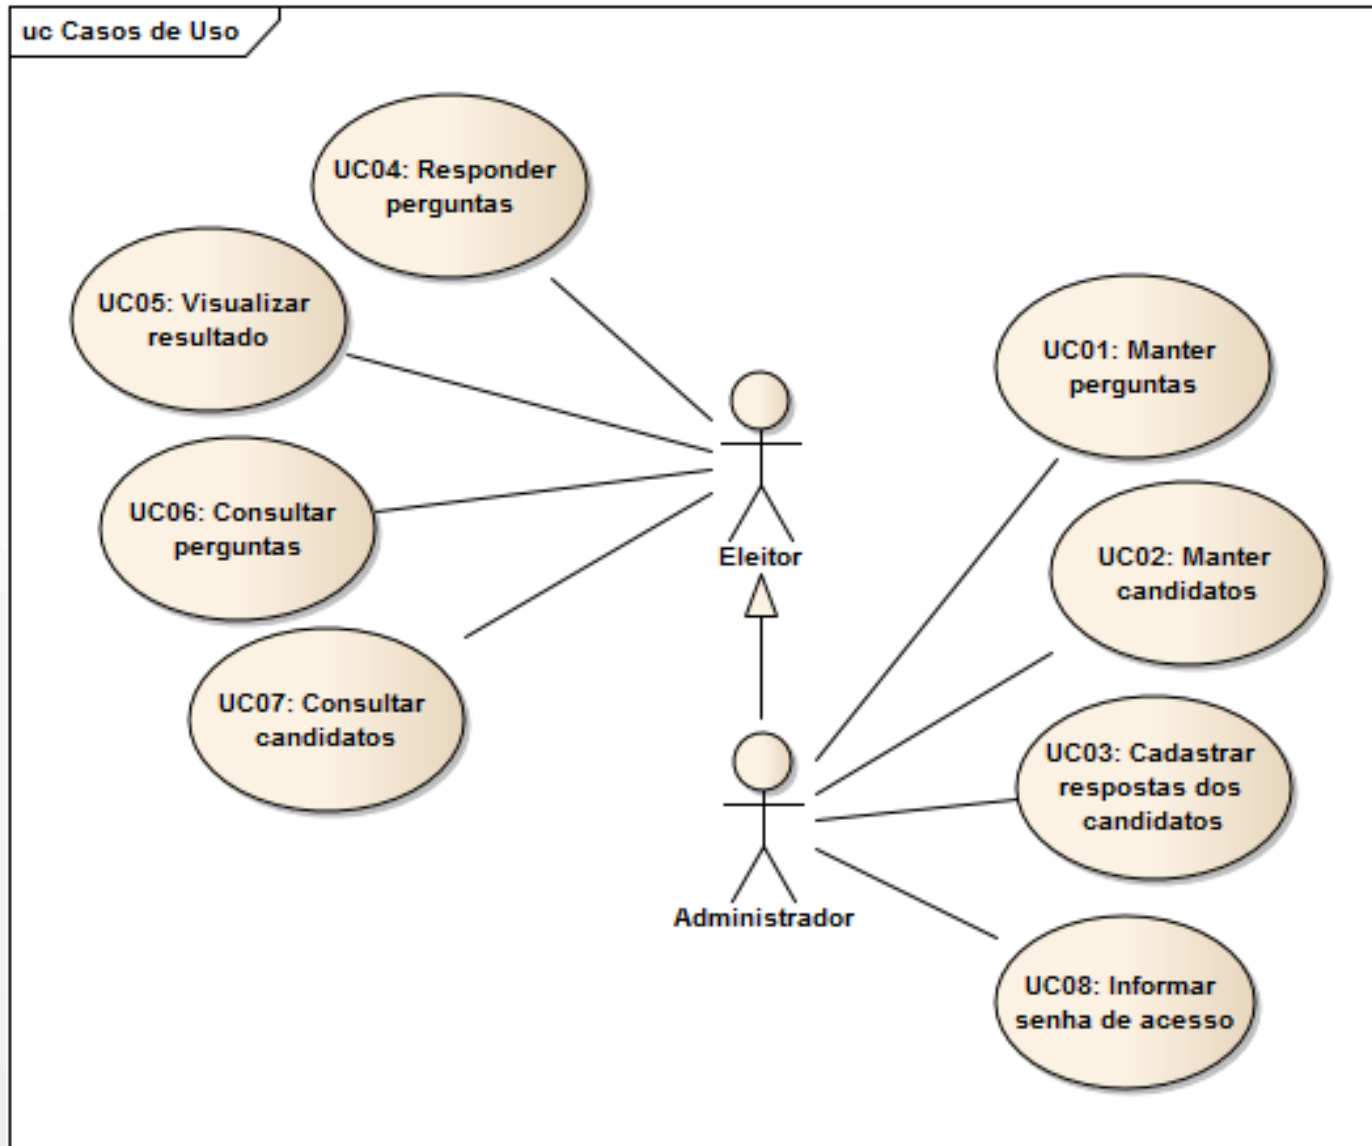 uc Casos de Uso
UC04: Responder
perguntas
UC05: Visualizar
resultado
UC06: Consultar
perguntas
UC07: Consultar
candidatos
Eleitor
Administrador
UC01: Manter
perguntas
UC02: Manter
candidatos
UC03: Cadastrar
respostas dos
candidatos
UC08: Informar
senha de acesso